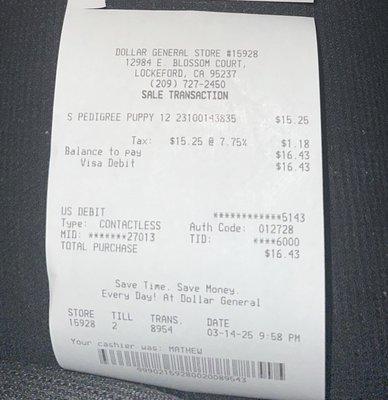 DOLLAR GENERAL STORE #15928
12984 E. BLOSSOM COURT,
LOCKEFORD, CA 95237
(209) 727-2450
SALE TRANSACTION
S PEDIGREE PUPPY 12 23100143835 $15.25
Tax: $15.25 @ 7.75% $1.18
Balance to pay $16.43
Visa Debit $16.43
US DEBIT ************5143
Type: CONTACTLESS Auth Code: 012728
MID: *******27013 TID: ****6000
TOTAL PURCHASE $16.43
Save Time. Save Money.
Every Day! At Dollar General
STORE TILL TRANS. DATE
15928 2 8954 03-14-25 9:58 PM
Your cashier was: MATHEW
99902159280020089543